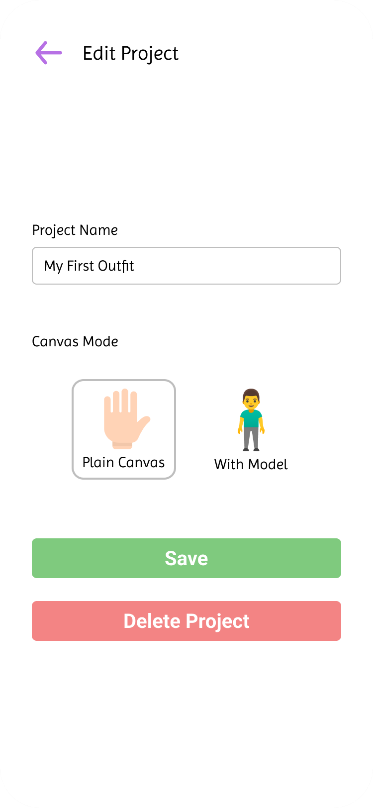 Edit Project
Project Name
My First Outfit
Canvas Mode
Plain Canvas
With Model
Save
Delete Project